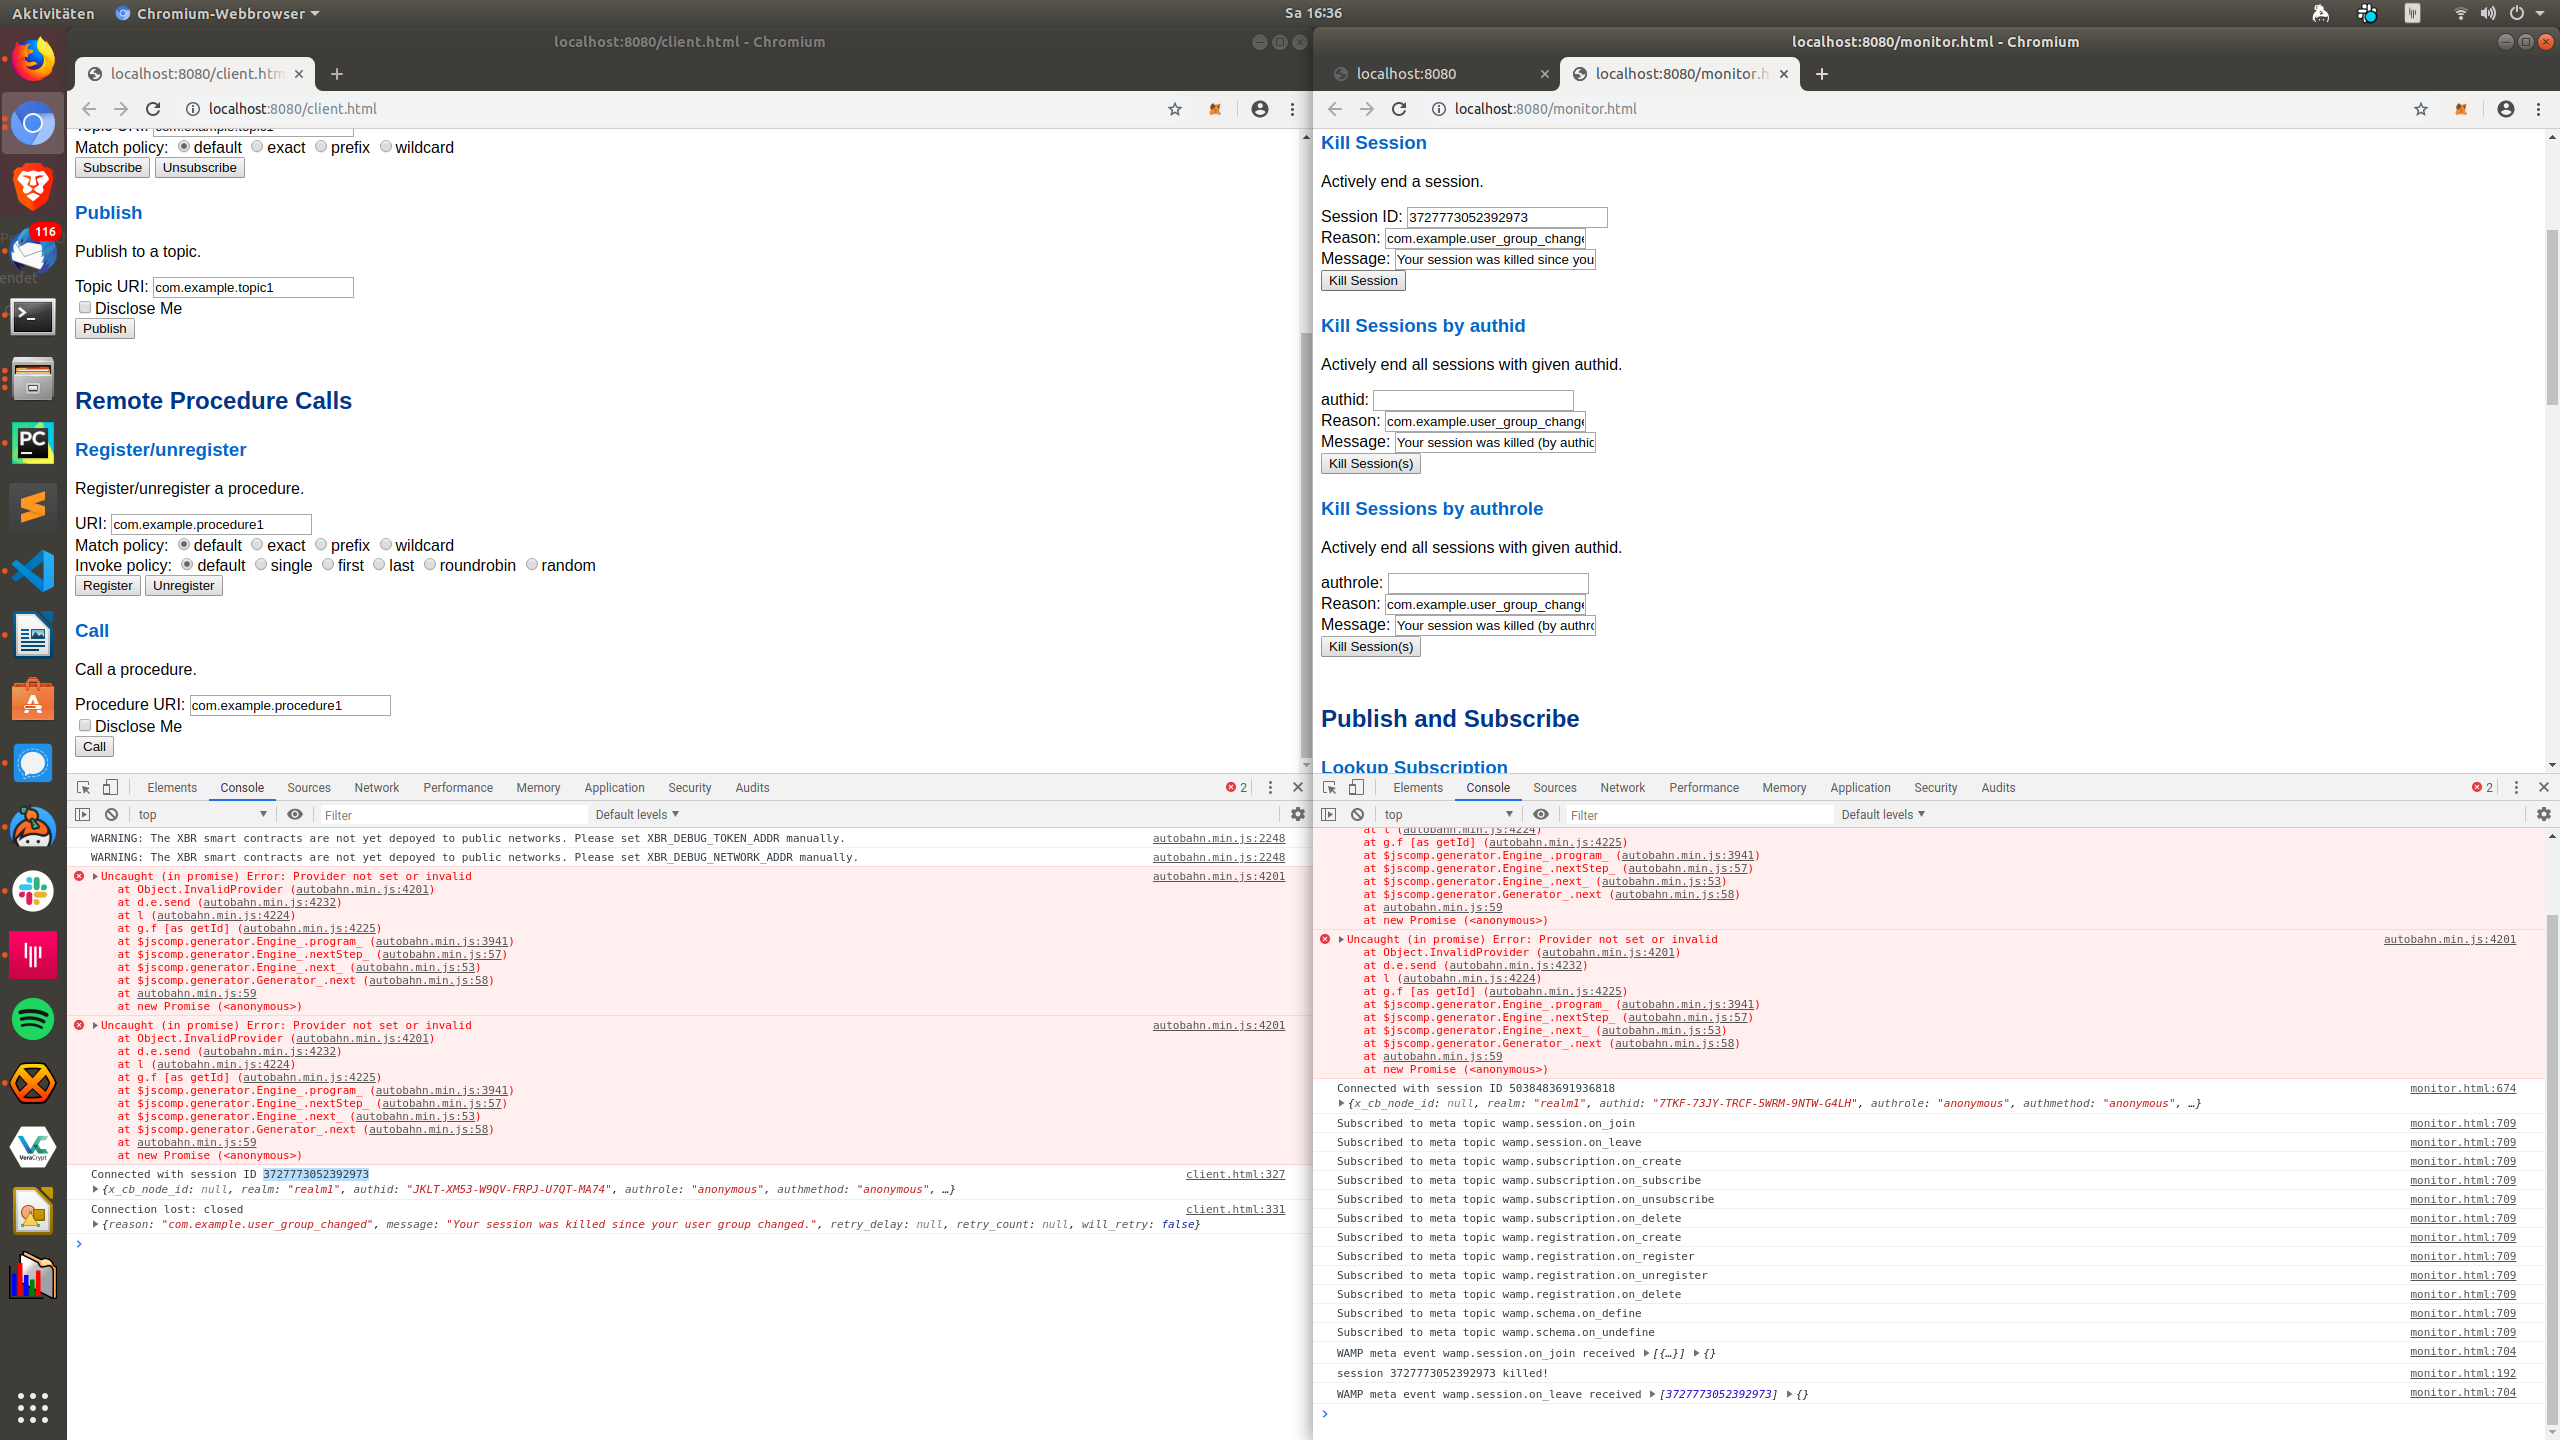 Aktivitäten
Chromium-Webbrowser
Sa 16:36
116
endet
PC
VC
VeraCrypt
localhost:8080/client.html - Chromium
localhost:8080/client.htm
localhost:8080/client.html
Topic URI: com.example.topic1
Match policy: default exact prefix wildcard
Subscribe Unsubscribe
Publish
Publish to a topic.
Topic URI: com.example.topic1
Disclose Me
Publish
Remote Procedure Calls
Register/unregister
Register/unregister a procedure.
URI: com.example.procedure1
Match policy: default exact prefix wildcard
Invoke policy: default single first last roundrobin random
Register Unregister
Call
Call a procedure.
Procedure URI: com.example.procedure1
Disclose Me
Call
Elements Console Sources Network Performance Memory Application Security Audits 2
top Filter Default levels
WARNING: The XBR smart contracts are not yet depoyed to public networks. Please set XBR_DEBUG_TOKEN_ADDR manually. autobahn.min.js:2248
WARNING: The XBR smart contracts are not yet depoyed to public networks. Please set XBR_DEBUG_NETWORK_ADDR manually. autobahn.min.js:2248
Uncaught (in promise) Error: Provider not set or invalid autobahn.min.js:4201
at Object.InvalidProvider (autobahn.min.js:4201)
at d.e.send (autobahn.min.js:4232)
at l (autobahn.min.js:4224)
at g.f [as getId] (autobahn.min.js:4225)
at $jscomp.generator.Engine_.program_ (autobahn.min.js:3941)
at $jscomp.generator.Engine_.nextStep_ (autobahn.min.js:57)
at $jscomp.generator.Engine_.next_ (autobahn.min.js:53)
at $jscomp.generator.Generator_.next (autobahn.min.js:58)
at autobahn.min.js:59
at new Promise (<anonymous>)
Uncaught (in promise) Error: Provider not set or invalid autobahn.min.js:4201
at Object.InvalidProvider (autobahn.min.js:4201)
at d.e.send (autobahn.min.js:4232)
at l (autobahn.min.js:4224)
at g.f [as getId] (autobahn.min.js:4225)
at $jscomp.generator.Engine_.program_ (autobahn.min.js:3941)
at $jscomp.generator.Engine_.nextStep_ (autobahn.min.js:57)
at $jscomp.generator.Engine_.next_ (autobahn.min.js:53)
at $jscomp.generator.Generator_.next (autobahn.min.js:58)
at autobahn.min.js:59
at new Promise (<anonymous>)
Connected with session ID 3727773052392973 client.html:327
{x_cb_node_id: null, realm: "realm1", authid: "JKLT-XM53-W9QV-FRPJ-U7QT-MA74", authrole: "anonymous", authmethod: "anonymous", …}
Connection lost: closed client.html:331
{reason: "com.example.user_group_changed", message: "Your session was killed since your user group changed.", retry_delay: null, retry_count: null, will_retry: false}
localhost:8080/monitor.html - Chromium
localhost:8080
localhost:8080/monitor.h
localhost:8080/monitor.html
Kill Session
Actively end a session.
Session ID: 3727773052392973
Reason: com.example.user_group_change
Message: Your session was killed since you
Kill Session
Kill Sessions by authid
Actively end all sessions with given authid.
authid:
Reason: com.example.user_group_change
Message: Your session was killed (by authid
Kill Session(s)
Kill Sessions by authrole
Actively end all sessions with given authid.
authrole:
Reason: com.example.user_group_change
Message: Your session was killed (by authro
Kill Session(s)
Publish and Subscribe
Lookup Subscription
Elements Console Sources Network Performance Memory Application Security Audits 2
top Filter Default levels
at l (autobahn.min.js:4224)
at g.f [as getId] (autobahn.min.js:4225)
at $jscomp.generator.Engine_.program_ (autobahn.min.js:3941)
at $jscomp.generator.Engine_.nextStep_ (autobahn.min.js:57)
at $jscomp.generator.Engine_.next_ (autobahn.min.js:53)
at $jscomp.generator.Generator_.next (autobahn.min.js:58)
at autobahn.min.js:59
at new Promise (<anonymous>)
Uncaught (in promise) Error: Provider not set or invalid autobahn.min.js:4201
at Object.InvalidProvider (autobahn.min.js:4201)
at d.e.send (autobahn.min.js:4232)
at l (autobahn.min.js:4224)
at g.f [as getId] (autobahn.min.js:4225)
at $jscomp.generator.Engine_.program_ (autobahn.min.js:3941)
at $jscomp.generator.Engine_.nextStep_ (autobahn.min.js:57)
at $jscomp.generator.Engine_.next_ (autobahn.min.js:53)
at $jscomp.generator.Generator_.next (autobahn.min.js:58)
at autobahn.min.js:59
at new Promise (<anonymous>)
Connected with session ID 5038483691936818 monitor.html:674
{x_cb_node_id: null, realm: "realm1", authid: "7TKF-73JY-TRCF-5WRM-9NTW-G4LH", authrole: "anonymous", authmethod: "anonymous", …}
Subscribed to meta topic wamp.session.on_join monitor.html:709
Subscribed to meta topic wamp.session.on_leave monitor.html:709
Subscribed to meta topic wamp.subscription.on_create monitor.html:709
Subscribed to meta topic wamp.subscription.on_subscribe monitor.html:709
Subscribed to meta topic wamp.subscription.on_unsubscribe monitor.html:709
Subscribed to meta topic wamp.subscription.on_delete monitor.html:709
Subscribed to meta topic wamp.registration.on_create monitor.html:709
Subscribed to meta topic wamp.registration.on_register monitor.html:709
Subscribed to meta topic wamp.registration.on_unregister monitor.html:709
Subscribed to meta topic wamp.registration.on_delete monitor.html:709
Subscribed to meta topic wamp.schema.on_define monitor.html:709
Subscribed to meta topic wamp.schema.on_undefine monitor.html:709
WAMP meta event wamp.session.on_join received [{…}] {} monitor.html:704
session 3727773052392973 killed! monitor.html:192
WAMP meta event wamp.session.on_leave received [3727773052392973] {} monitor.html:704